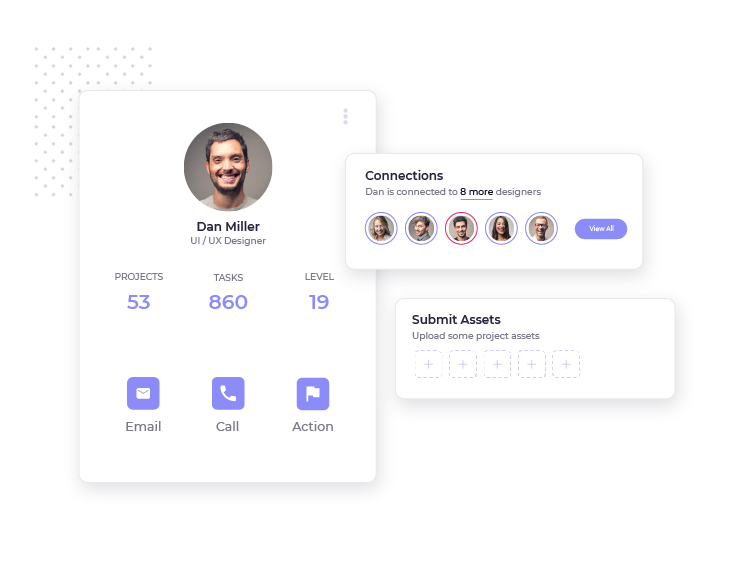 Dan Miller
UI / UX Designer
PROJECTS
TASKS
LEVEL
53
860
19
Email
Call
Action
Connections
Dan is connected to 8 more designers
View All
Submit Assets
Upload some project assets